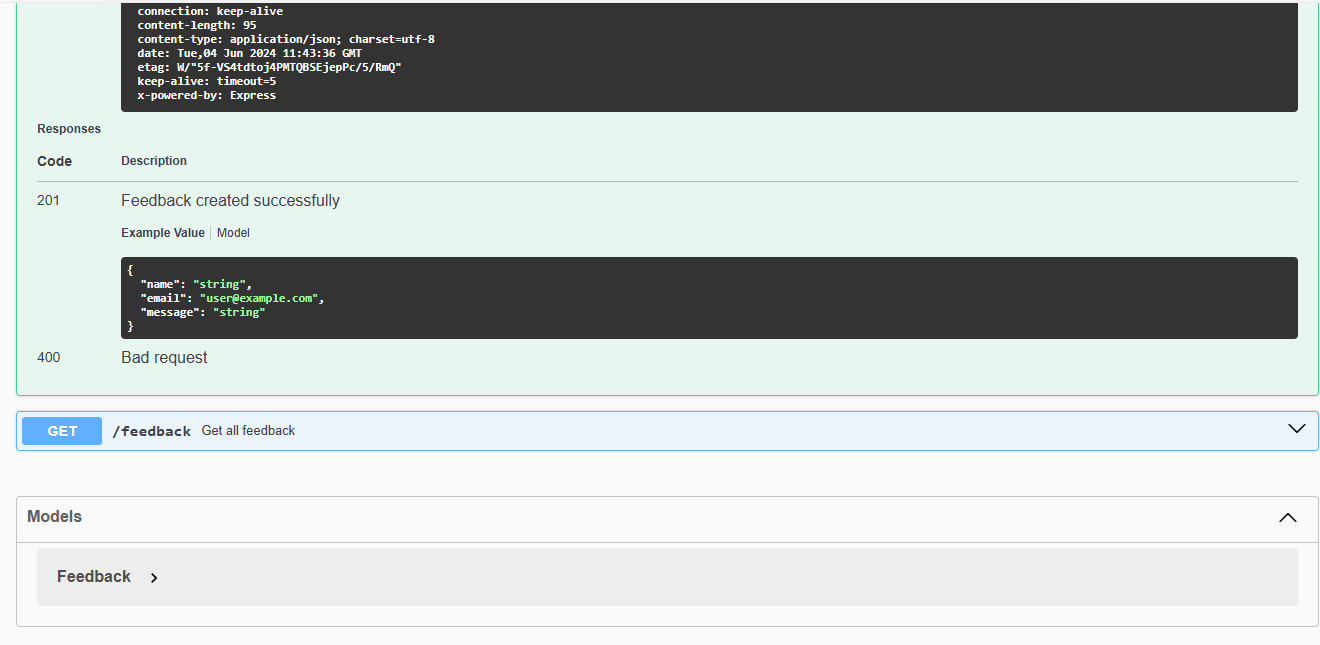 connection: keep-alive
content-length: 95
content-type: application/json; charset=utf-8
date: Tue,04 Jun 2024 11:43:36 GMT
etag: W/"5f-VS4tdtoj4PMTQBSEjepPc/5/RmQ"
keep-alive: timeout=5
x-powered-by: Express
Responses
Code Description
201 Feedback created successfully
Example Value Model
{
"name": "string",
"email": "user@example.com",
"message": "string"
}
400 Bad request
GET /feedback Get all feedback
Models
Feedback